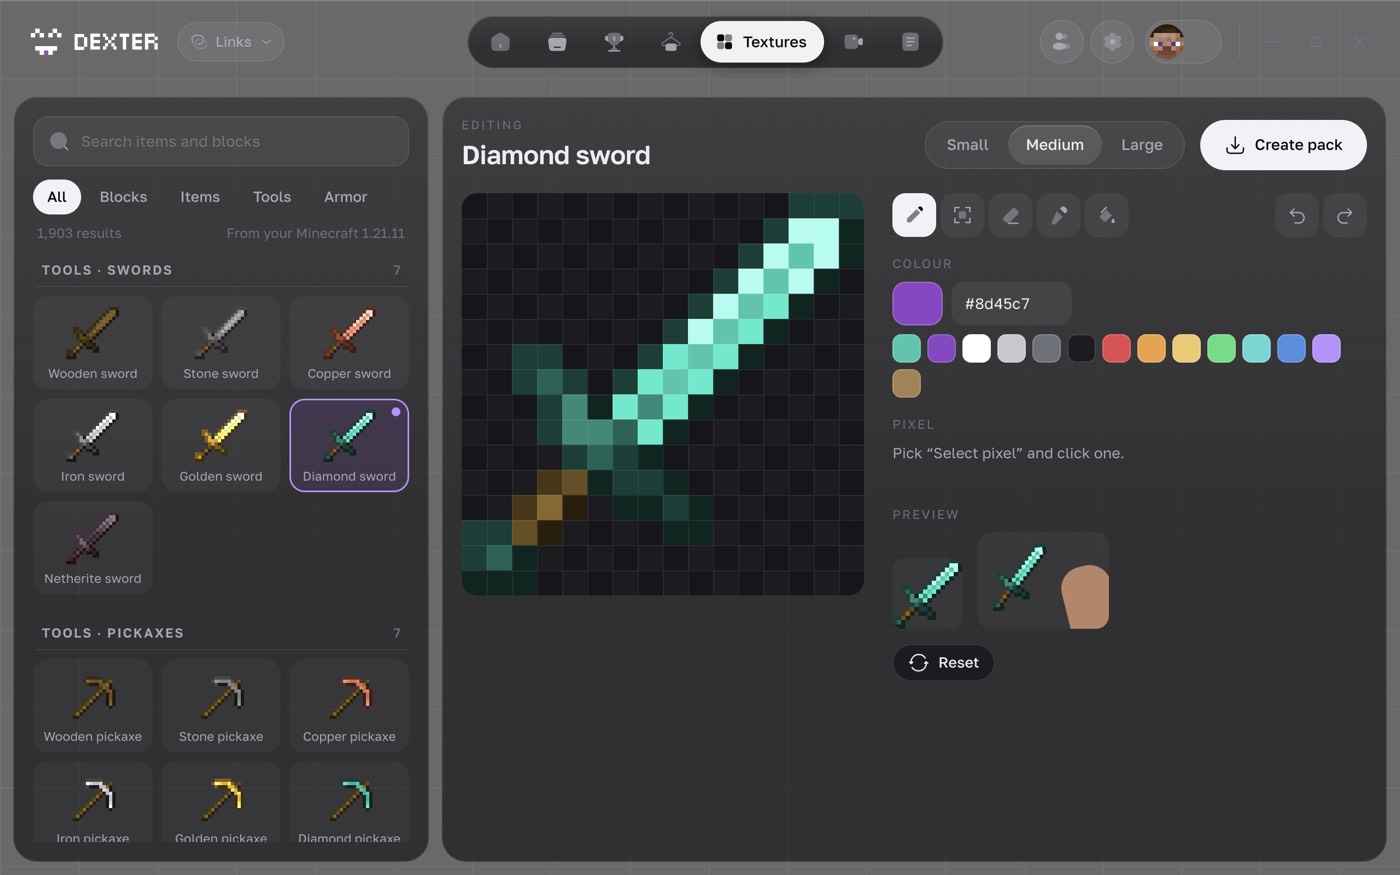 DEXTER
Links
Textures
Search items and blocks
All
Blocks
Items
Tools
Armor
1,903 results
From your Minecraft 1.21.11
TOOLS · SWORDS
7
Wooden sword
Stone sword
Copper sword
Iron sword
Golden sword
Diamond sword
Netherite sword
TOOLS · PICKAXES
7
Wooden pickaxe
Stone pickaxe
Copper pickaxe
Iron pickaxe
Golden pickaxe
Diamond pickaxe
EDITING
Diamond sword
Small
Medium
Large
Create pack
COLOUR
#8d45c7
PIXEL
Pick “Select pixel” and click one.
PREVIEW
Reset